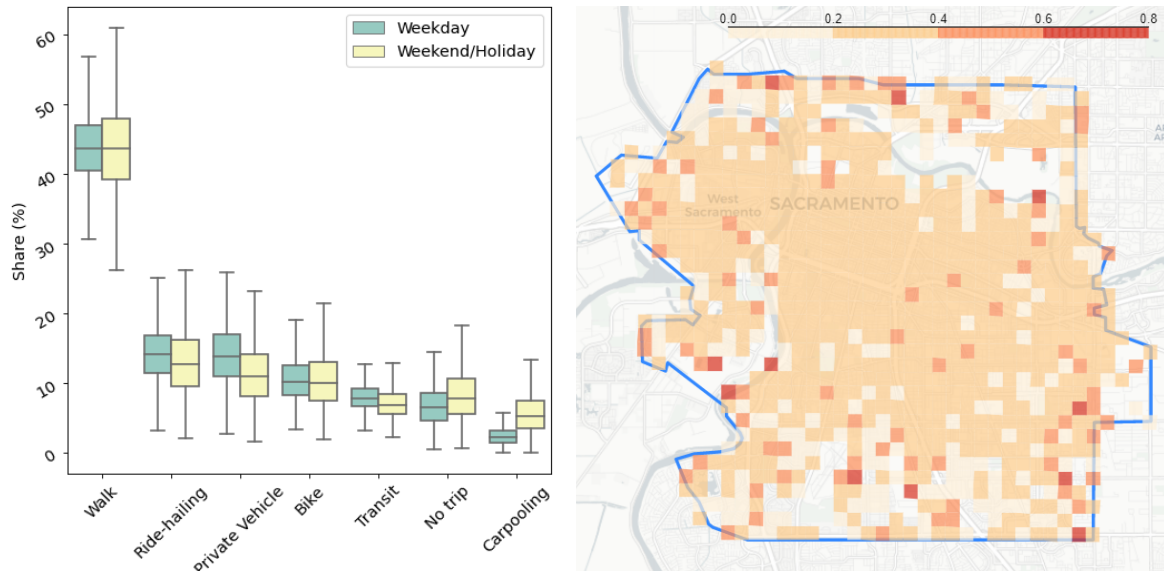 Weekday
Weekend/Holiday
60
50
40
30
20
10
0
Share (%)
Walk
Ride-hailing
Private Vehicle
Bike
Transit
No trip
Carpooling
0.0 0.2 0.4 0.6 0.8
West
Sacramento
SACRAMENTO